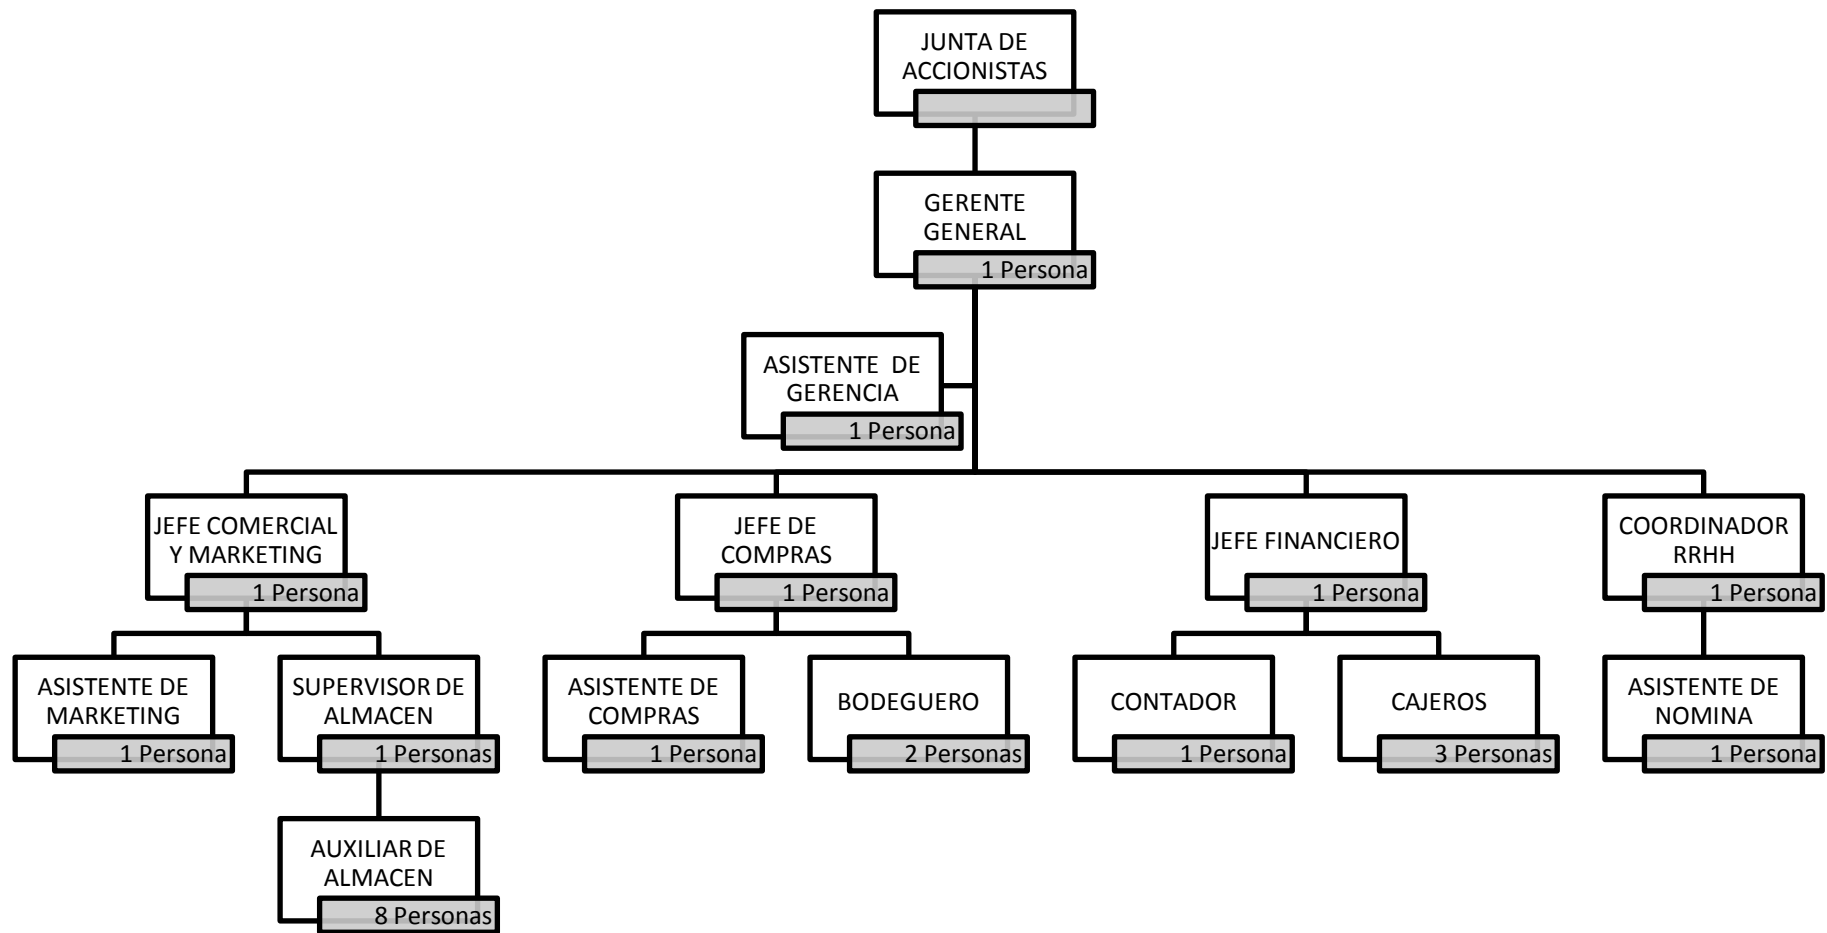 JUNTA DE
ACCIONISTAS
GERENTE
GENERAL
1 Persona
ASISTENTE  DE
GERENCIA
1 Persona
JEFE COMERCIAL
Y MARKETING
1 Persona
JEFE DE
COMPRAS
1 Persona
JEFE FINANCIERO
1 Persona
COORDINADOR
RRHH
1 Persona
ASISTENTE DE
MARKETING
1 Persona
SUPERVISOR DE
ALMACEN
1 Personas
ASISTENTE DE
COMPRAS
1 Persona
BODEGUERO
2 Personas
CONTADOR
1 Persona
CAJEROS
3 Personas
ASISTENTE DE
NOMINA
1 Persona
AUXILIAR DE
ALMACEN
8 Personas